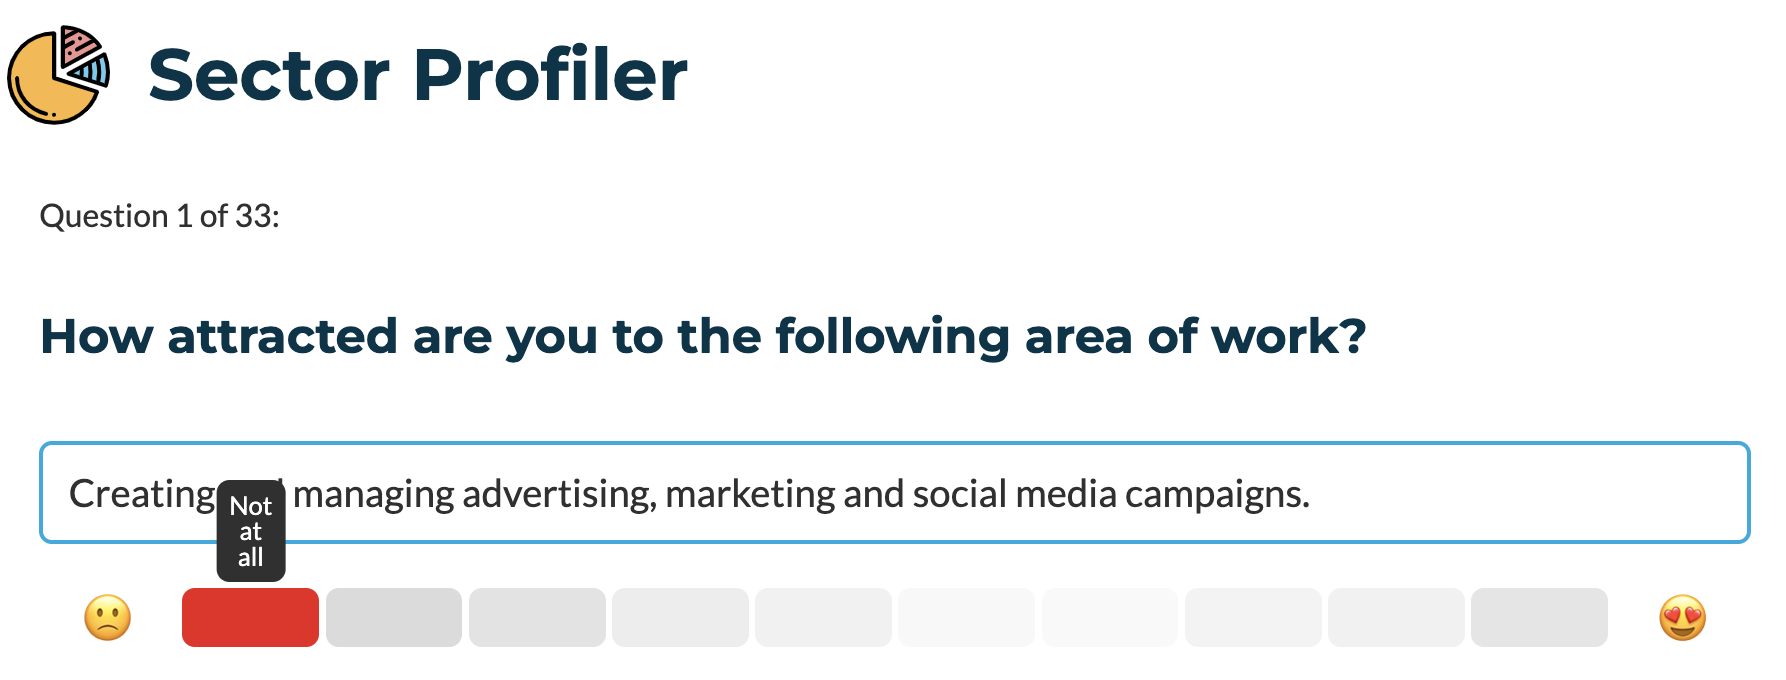 Sector Profiler
Question 1 of 33:
How attracted are you to the following area of work?
Creating managing advertising, marketing and social media campaigns.
Not
at
all